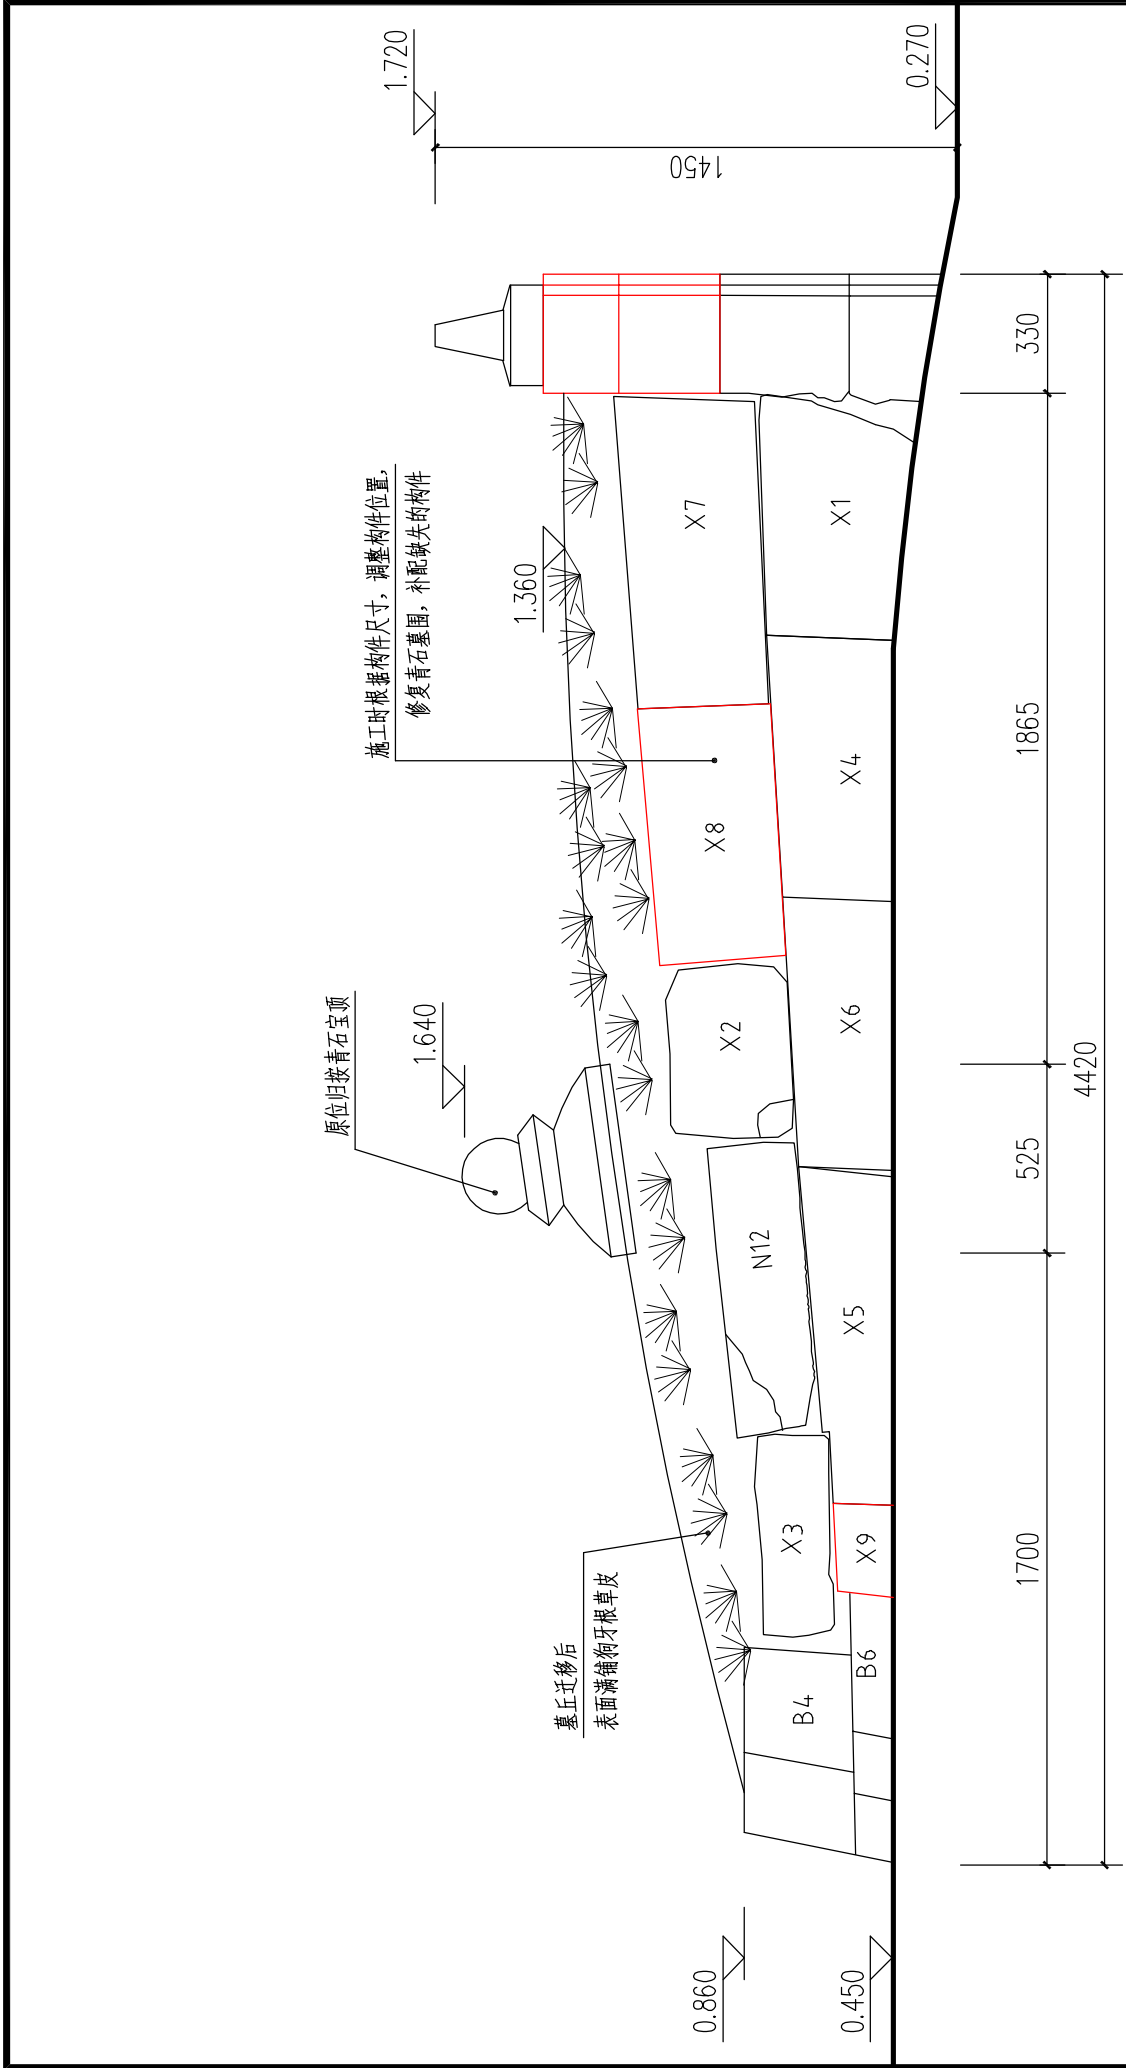 施工时根据构件尺寸，调整构件位置，
修复青石墓围，补配缺失的构件
原位归按青石宝顶
墓丘迁移后
表面满铺狗牙根草皮
1.720
0.270
1.360
1.640
0.860
0.450
1450
X7
X1
X8
X4
X2
X6
N12
X5
X3
X9
B4
B6
1700
525
1865
330
4420